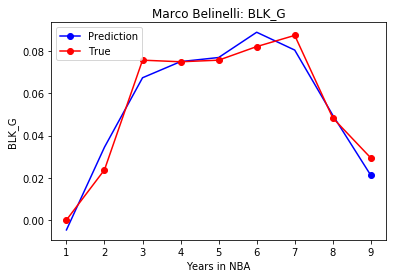 Marco Belinelli: BLK_G
Prediction
True
BLK_G
0.08
0.06
0.04
0.02
0.00
1 2 3 4 5 6 7 8 9
Years in NBA